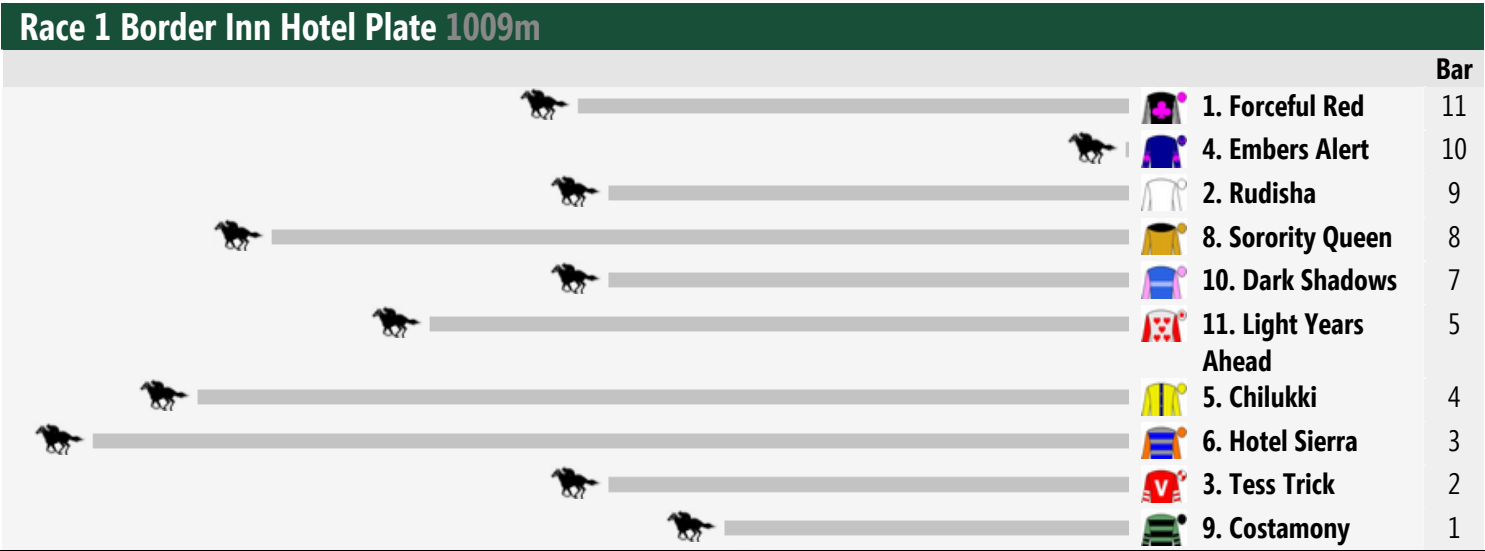 Race 1 Border Inn Hotel Plate 1009m
Bar
1. Forceful Red 11
4. Embers Alert 10
2. Rudisha 9
8. Sorority Queen 8
10. Dark Shadows 7
11. Light Years 5
Ahead
5. Chilukki 4
6. Hotel Sierra 3
V 3. Tess Trick 2
9. Costamony 1